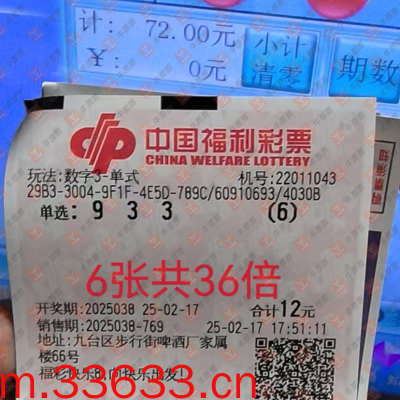 计: 72.00元
¥: 0元
小计
清零
期数
中国福利彩票
CHINA WELFARE LOTTERY
玩法:数字3-单式 机号:22011043
29B3-3004-9F1F-4E5D-789C/60910693/4030B
单选: 9 3 3 (6)
6张共36倍
开奖期:2025038 25-02-17 合计12元
销售期:2025038-769 25-02-17 17:51:11
地址:九台区步行街啤酒厂家属
楼66号
福彩快乐
m.33633.cn